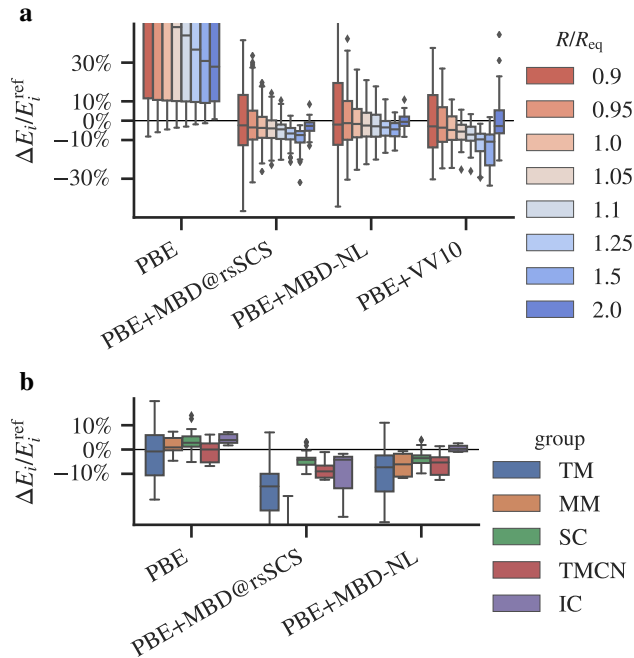 a
ΔE_i/E_i^ref
30%
10%
0%
−10%
−30%
PBE
PBE+MBD@rsSCS
PBE+MBD-NL
PBE+VV10
R/R_eq
0.9
0.95
1.0
1.05
1.1
1.25
1.5
2.0
b
ΔE_i/E_i^ref
10%
0%
−10%
PBE
PBE+MBD@rsSCS
PBE+MBD-NL
group
TM
MM
SC
TMCN
IC